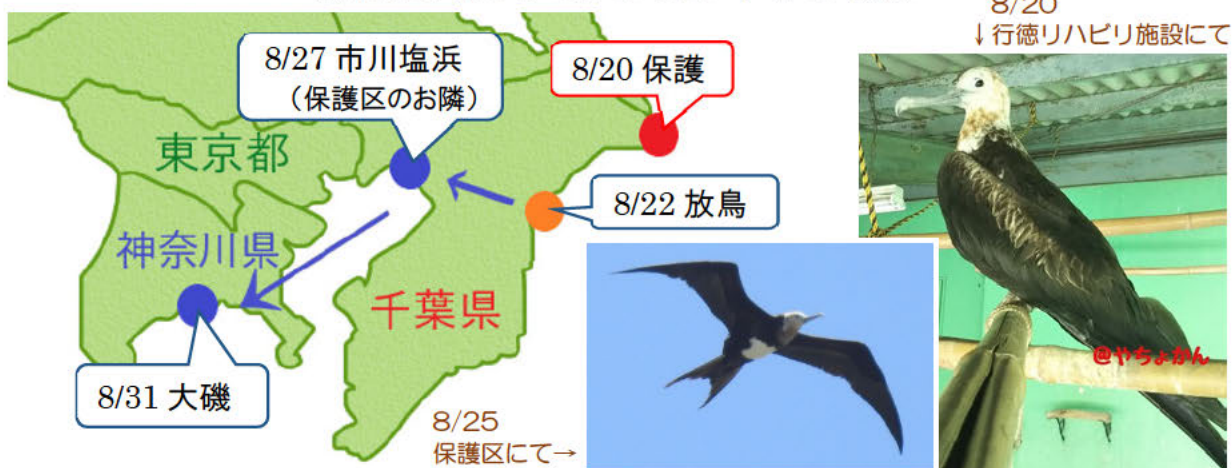 8/20
↓行徳リハビリ施設にて
8/27 市川塩浜
（保護区のお隣）
8/20 保護
東京都
8/22 放鳥
神奈川県
千葉県
@やちょかん
8/31 大磯
8/25
保護区にて→